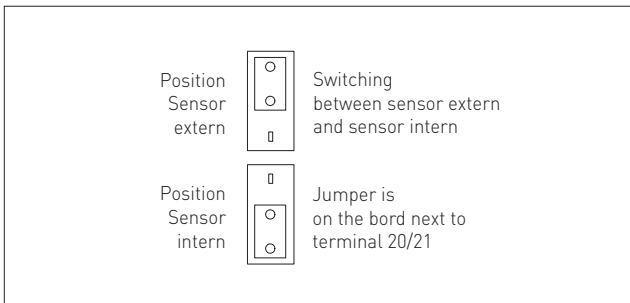 Position
Sensor
extern
Switching
between sensor extern
and sensor intern
Position
Sensor
intern
Jumper is
on the bord next to
terminal 20/21